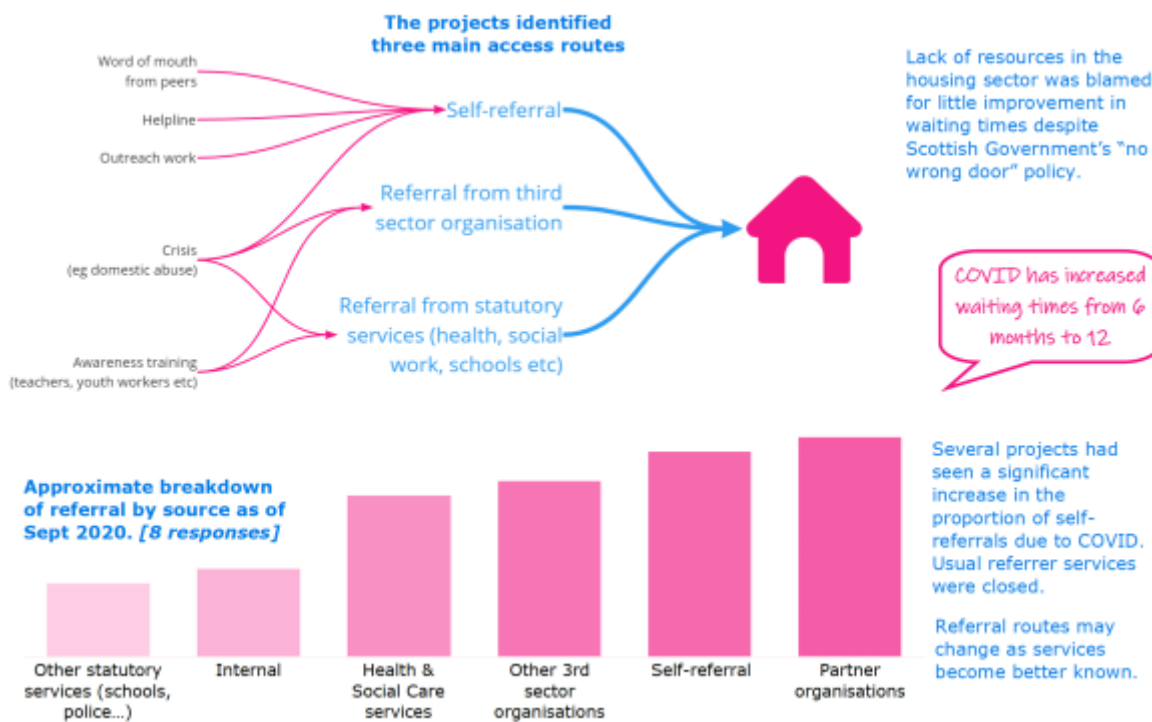 The projects identified
three main access routes
Word of mouth
from peers
Helpline
Outreach work
Crisis
(eg domestic abuse)
Awareness training
(teachers, youth workers etc)
Self-referral
Referral from third
sector organisation
Referral from statutory
services (health, social
work, schools etc)
Lack of resources in the
housing sector was blamed
for little improvement in
waiting times despite
Scottish Government's "no
wrong door" policy.
COVID has increased
waiting times from 6
months to 12
Approximate breakdown
of referral by source as of
Sept 2020. [8 responses]
Other statutory
services (schools,
police...)
Internal
Health &
Social Care
services
Other 3rd
sector
organisations
Self-referral
Partner
organisations
Several projects had
seen a significant
increase in the
proportion of self-
referrals due to COVID.
Usual referrer services
were closed.
Referral routes may
change as services
become better known.